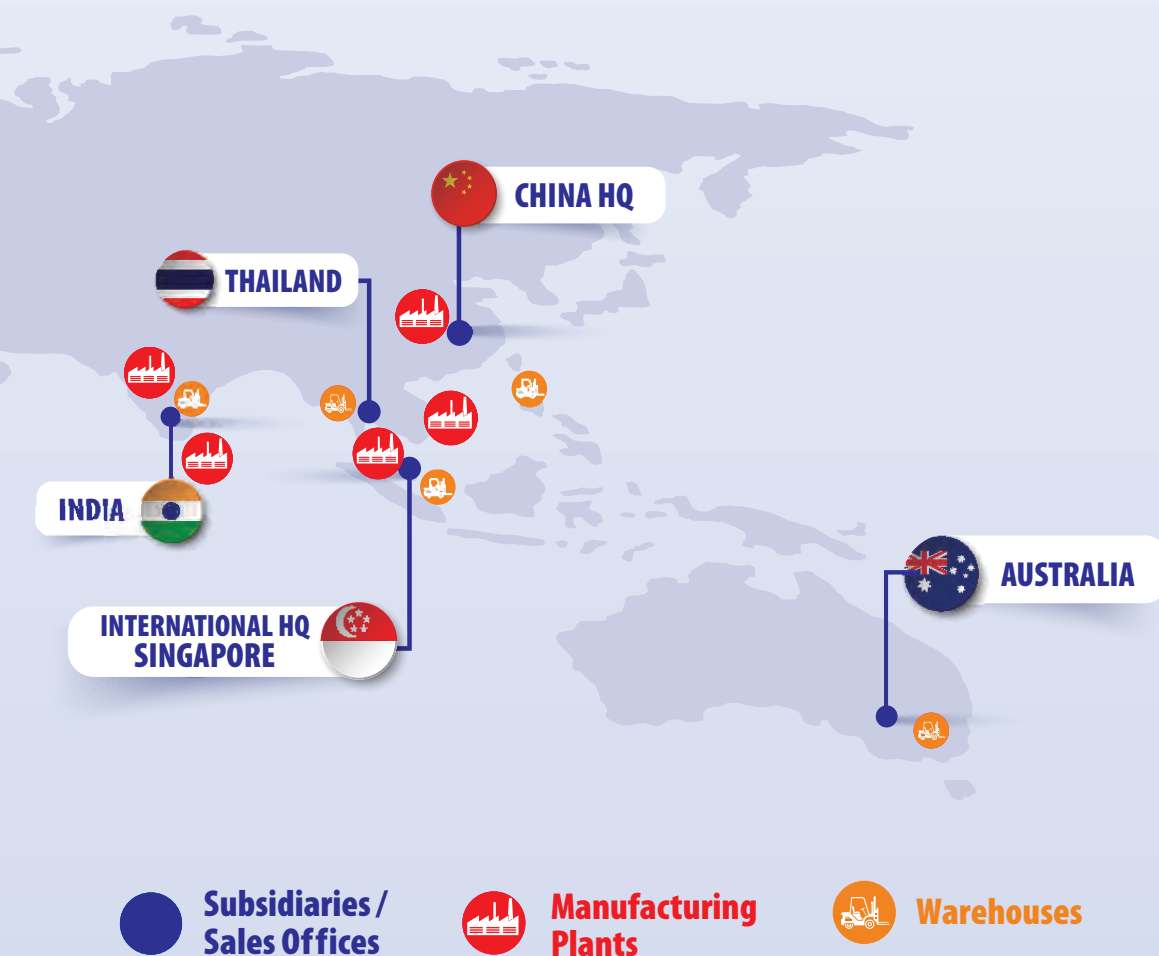 CHINA HQ
THAILAND
INDIA
INTERNATIONAL HQ
SINGAPORE
AUSTRALIA
Subsidiaries /
Sales Offices
Manufacturing
Plants
Warehouses